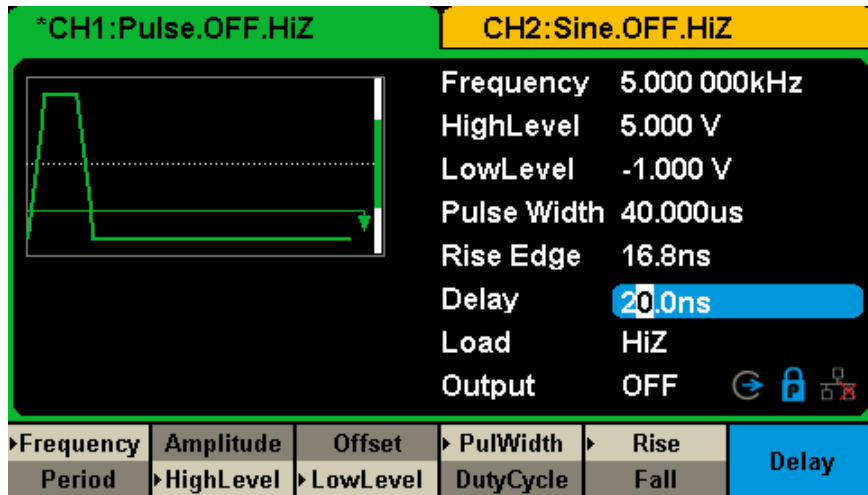 *CH1:Pulse.OFF.HiZ CH2:Sine.OFF.HiZ
Frequency 5.000 000kHz
HighLevel 5.000 V
LowLevel -1.000 V
Pulse Width 40.000us
Rise Edge 16.8ns
Delay 20.0ns
Load HiZ
Output OFF P
Frequency Amplitude Offset PulWidth Rise Delay
Period HighLevel LowLevel DutyCycle Fall